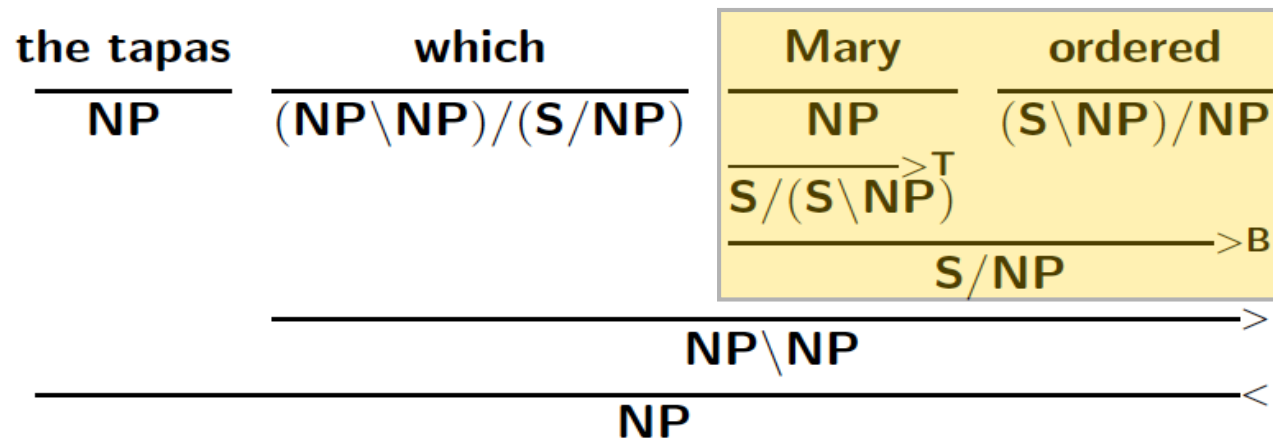 the tapas which Mary ordered
NP (NP\NP)/(S/NP) NP (S\NP)/NP
>T
S/(S\NP)
>B
S/NP
>
NP\NP
<
NP